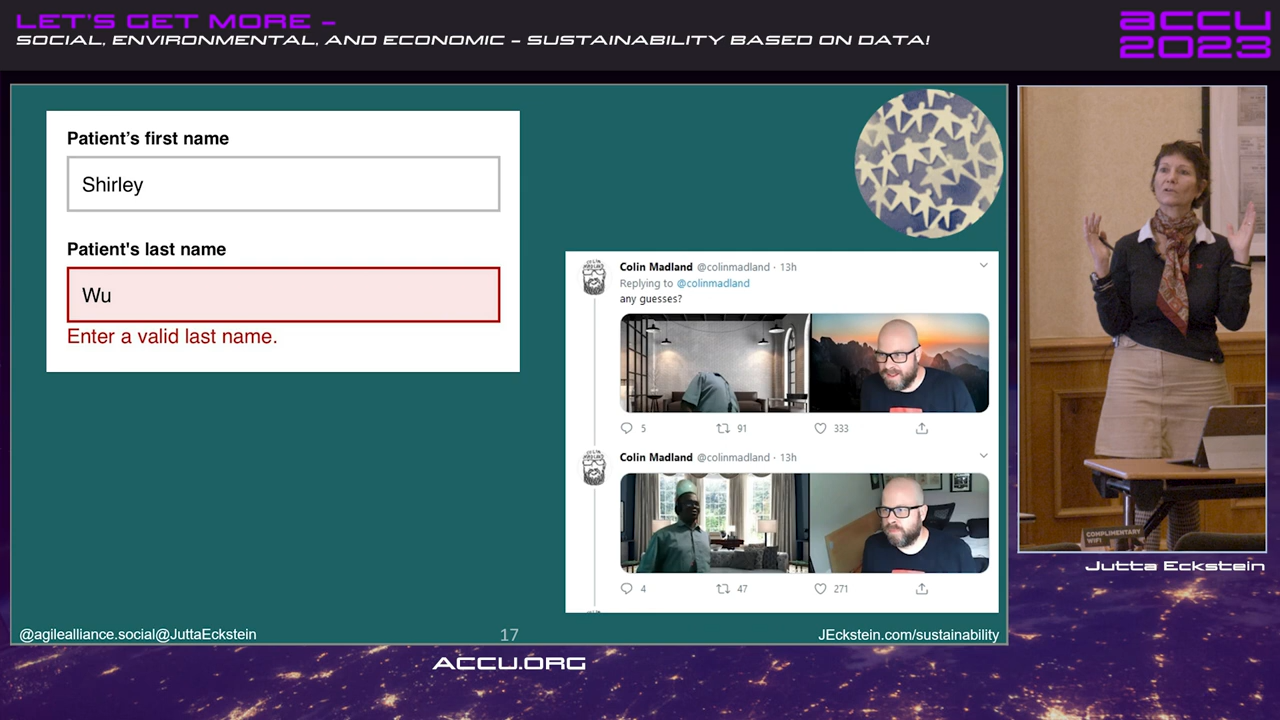 LET'S GET MORE –
SOCIAL, ENVIRONMENTAL, AND ECONOMIC – SUSTAINABILITY BASED ON DATA!
ACCU
2023
Patient's first name
Shirley
Patient's last name
Wu
Enter a valid last name.
Colin Madland @colinmadland · 13h
Replying to @colinmadland
any guesses?
5 91 333
Colin Madland @colinmadland · 13h
4 47 271
@agilealliance.social@JuttaEckstein
17
JEckstein.com/sustainability
COMPLIMENTARY
WIFI
Jutta Eckstein
ACCU.ORG